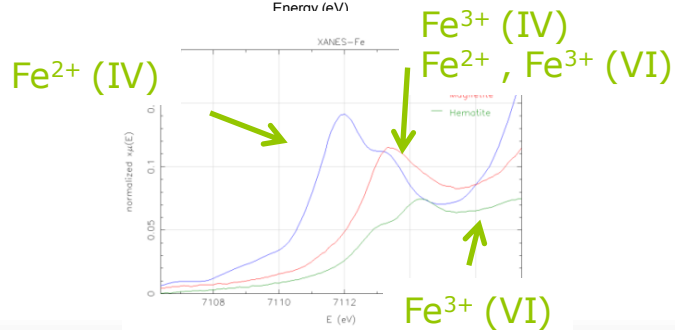 Energy (eV)
XANES-Fe
Fe³⁺ (IV)
Fe²⁺ , Fe³⁺ (VI)
Fe²⁺ (IV)
Magnetite
Hematite
normalized xμ(E)
0.1
0.05
0
7108 7110 7112
E (eV)
Fe³⁺ (VI)